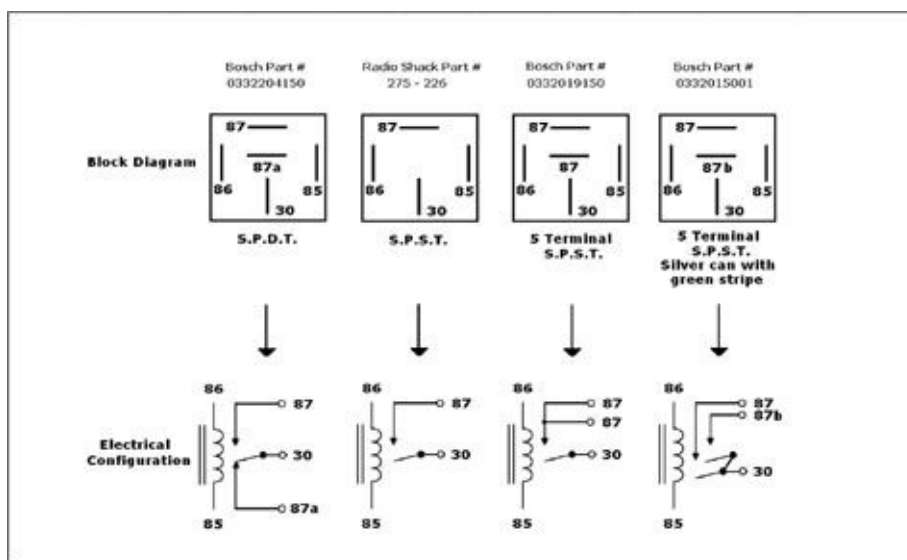 Bosch Part #
0332204150
Radio Shack Part #
275 - 226
Bosch Part #
0332019150
Bosch Part #
0332015001
Block Diagram
87
87a
86
85
30
87
86
85
30
87
87
86
85
30
87
87b
86
85
30
S.P.D.T.
S.P.S.T.
5 Terminal
S.P.S.T.
5 Terminal
S.P.S.T.
Silver can with
green stripe
Electrical
Configuration
86
87
30
87a
85
86
87
30
85
86
87
87
30
85
86
87
87b
30
85